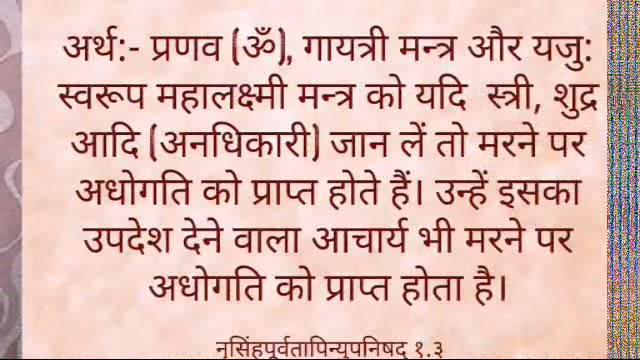 अर्थ:- प्रणव (ॐ), गायत्री मन्त्र और यजु:
स्वरूप महालक्ष्मी मन्त्र को यदि स्त्री, शुद्र
आदि (अनधिकारी) जान लें तो मरने पर
अधोगति को प्राप्त होते हैं। उन्हें इसका
उपदेश देने वाला आचार्य भी मरने पर
अधोगति को प्राप्त होता है।
नृसिंहपूर्वतापिन्युपनिषद् १.३